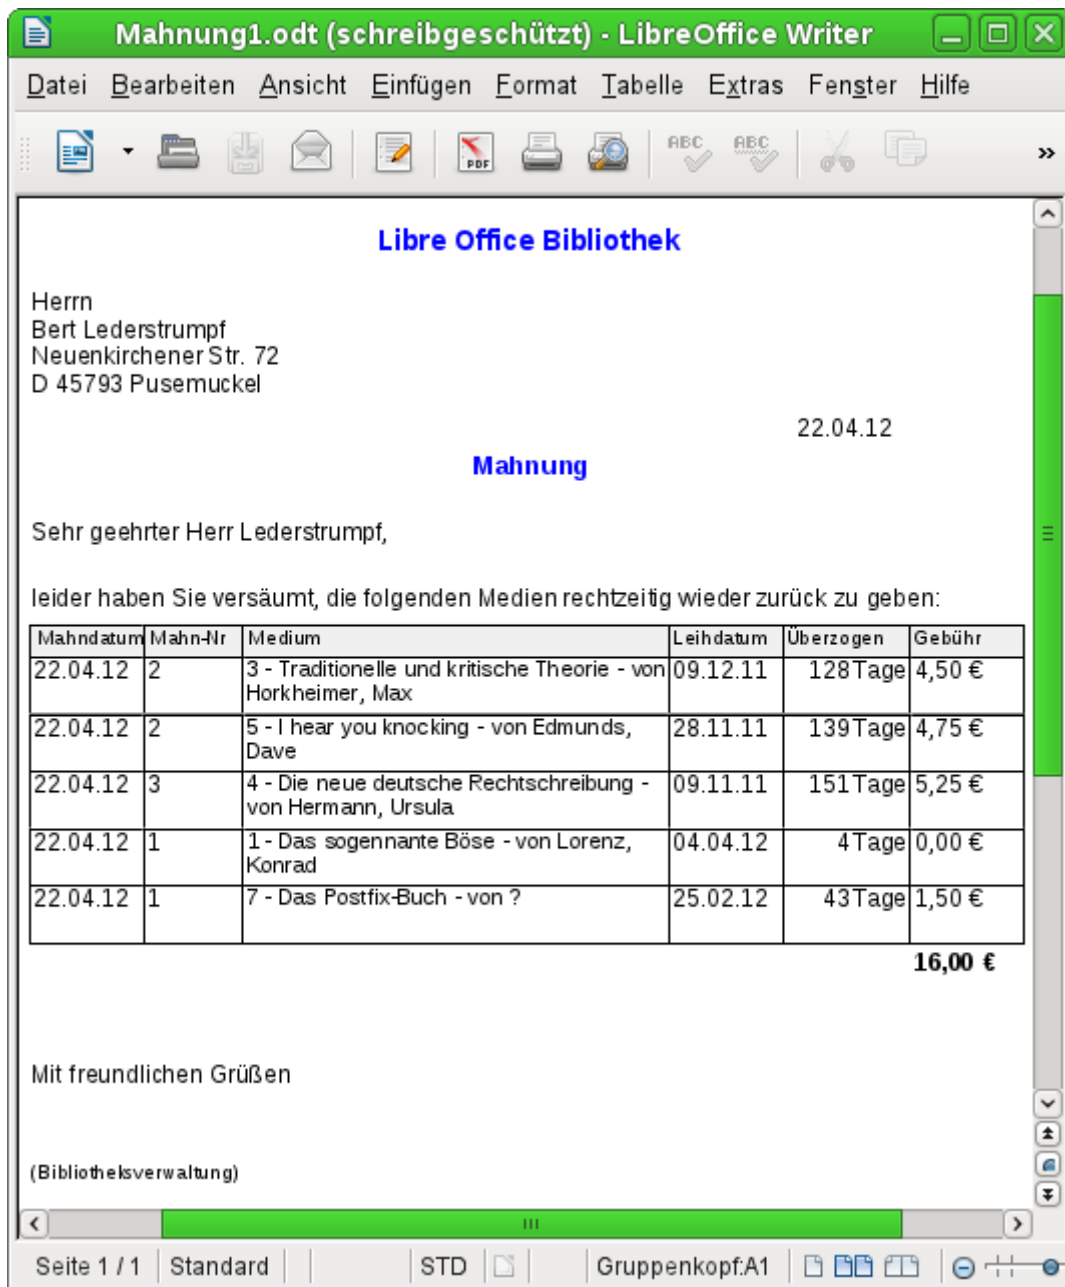 Mahnung1.odt (schreibgeschützt) - LibreOffice Writer
Datei Bearbeiten Ansicht Einfügen Format Tabelle Extras Fenster Hilfe
PDF ABC ABC »
Libre Office Bibliothek
Herrn
Bert Lederstrumpf
Neuenkirchener Str. 72
D 45793 Pusemuckel
22.04.12
Mahnung
Sehr geehrter Herr Lederstrumpf,
leider haben Sie versäumt, die folgenden Medien rechtzeitig wieder zurück zu geben:
Mahndatum Mahn-Nr Medium Leihdatum Überzogen Gebühr
22.04.12 2 3 - Traditionelle und kritische Theorie - von 09.12.11 128 Tage 4,50 €
Horkheimer, Max
22.04.12 2 5 - I hear you knocking - von Edmunds, 28.11.11 139 Tage 4,75 €
Dave
22.04.12 3 4 - Die neue deutsche Rechtschreibung - 09.11.11 151 Tage 5,25 €
von Hermann, Ursula
22.04.12 1 1 - Das sogennante Böse - von Lorenz, 04.04.12 4 Tage 0,00 €
Konrad
22.04.12 1 7 - Das Postfix-Buch - von ? 25.02.12 43 Tage 1,50 €
16,00 €
Mit freundlichen Grüßen
(Bibliotheksverwaltung)
Seite 1 / 1 Standard STD Gruppenkopf:A1